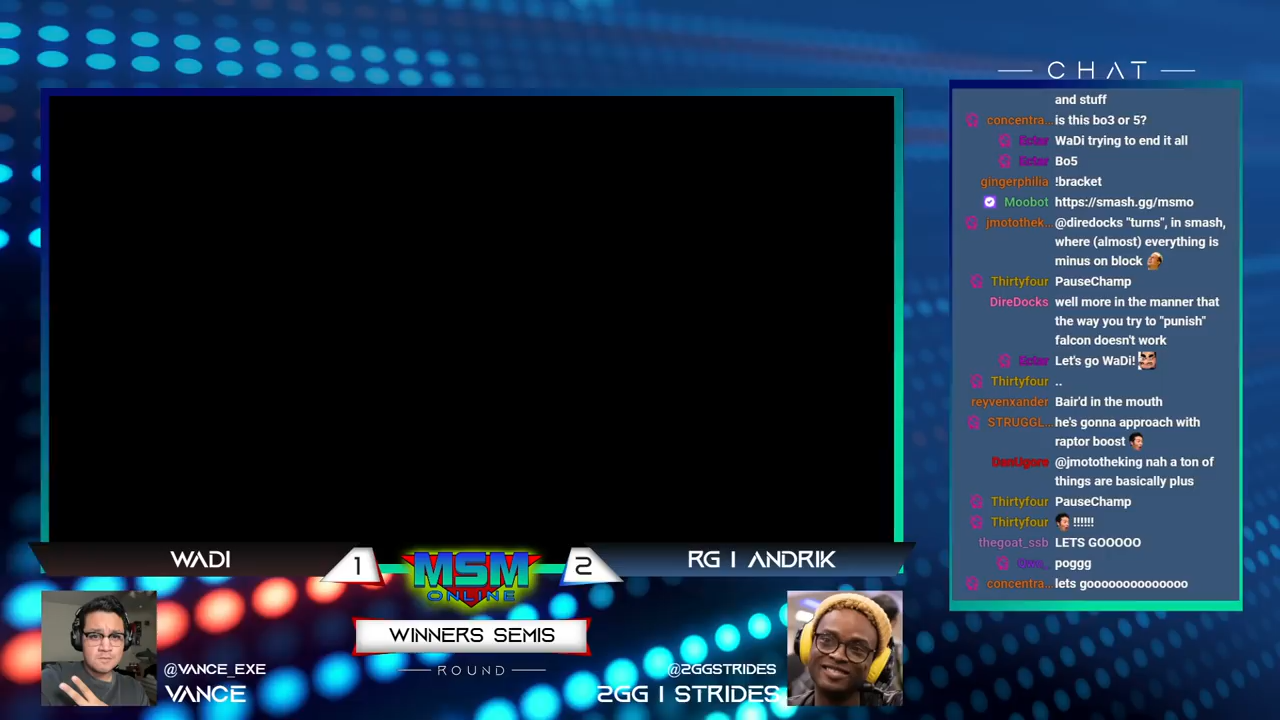 CHAT
and stuff
concentra... is this bo3 or 5?
Ectar WaDi trying to end it all
Ectar Bo5
gingerphilia !bracket
Moobot https://smash.gg/msmo
jmotothek... @diredocks "turns", in smash,
where (almost) everything is
minus on block
Thirtyfour PauseChamp
DireDocks well more in the manner that
the way you try to "punish"
falcon doesn't work
Ectar Let's go WaDi!
Thirtyfour ..
reyvenxander Bair'd in the mouth
STRUGGL... he's gonna approach with
raptor boost
@jmototheking nah a ton of
things are basically plus
Thirtyfour PauseChamp
Thirtyfour !!!!!!
thegoat_ssb LETS GOOOOO
poggg
concentra... lets goooooooooooooo
WADI 1 MSM ONLINE 2 RG | ANDRIK
WINNERS SEMIS
ROUND
@VANCE_EXE
VANCE
@2GGSTRIDES
2GG | STRIDES